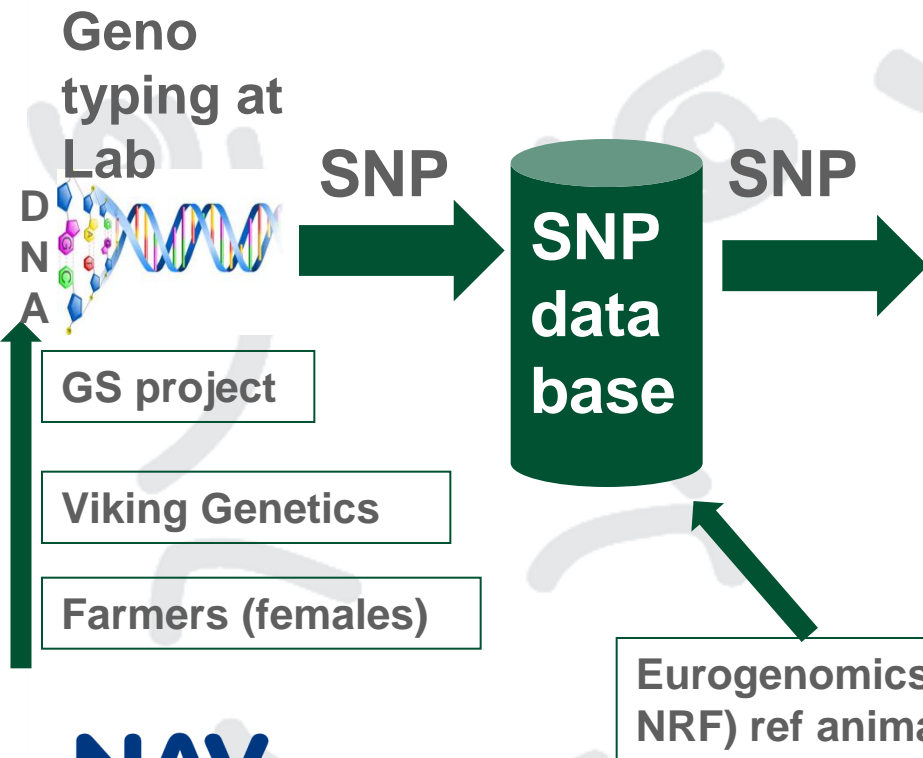 Geno
typing at
Lab
D
N
A
SNP
SNP
data
base
SNP
GS project
Viking Genetics
Farmers (females)
Eurogenomics
NRF) ref anima
NAV